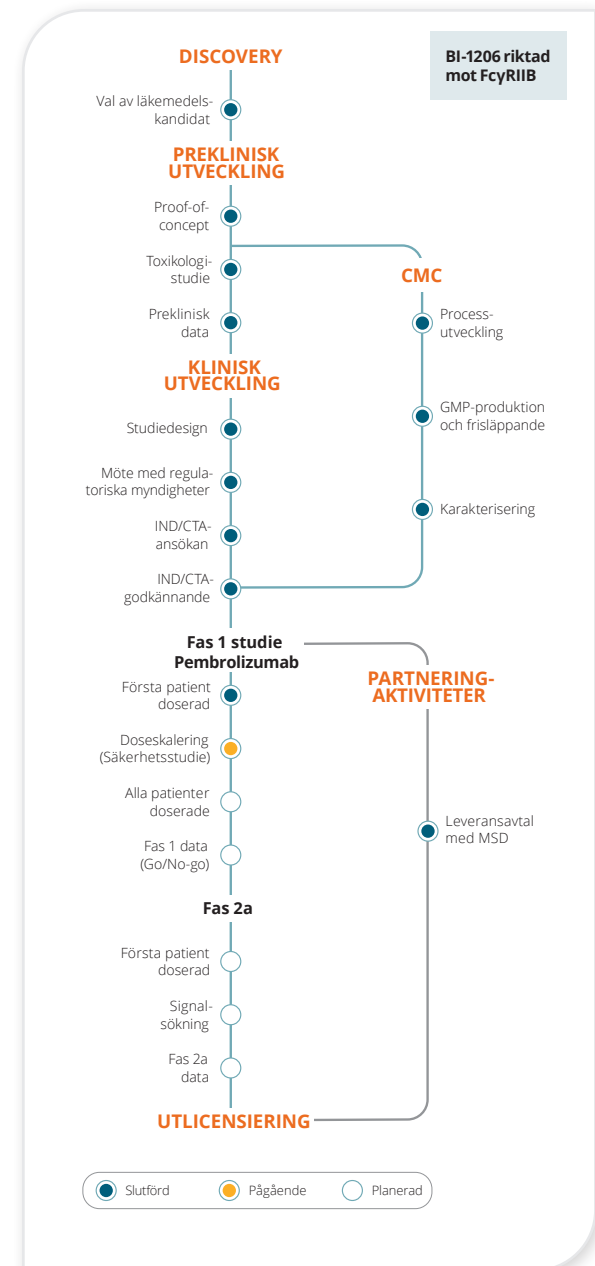 DISCOVERY
BI-1206 riktad
mot FcγRIIB
Val av läkemedels-
kandidat
PREKLINISK
UTVECKLING
Proof-of-
concept
Toxikologi-
studie
CMC
Preklinisk
data
Process-
utveckling
KLINISK
UTVECKLING
GMP-produktion
och frisläppande
Studiedesign
Möte med regula-
toriska myndigheter
Karakterisering
IND/CTA-
ansökan
IND/CTA-
godkännande
Fas 1 studie
Pembrolizumab
PARTNERING-
AKTIVITETER
Första patient
doserad
Doseskalering
(Säkerhetsstudie)
Alla patienter
doserade
Leveransavtal
med MSD
Fas 1 data
(Go/No-go)
Fas 2a
Första patient
doserad
Signal-
sökning
Fas 2a
data
UTLICENSIERING
Slutförd
Pågående
Planerad